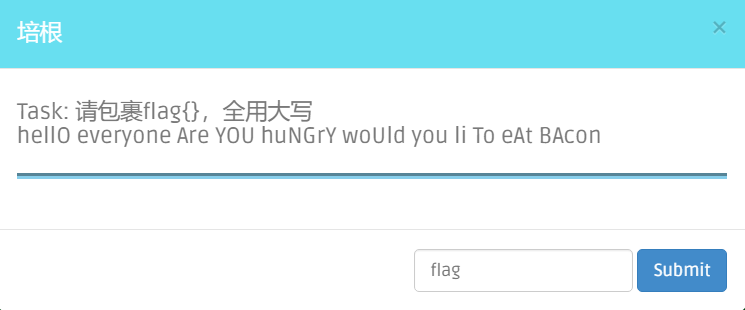 培根
×
Task: 请包裹flag{}，全用大写
hellO everyone Are YOU huNGrY woUld you li To eAt BAcon
flag
Submit